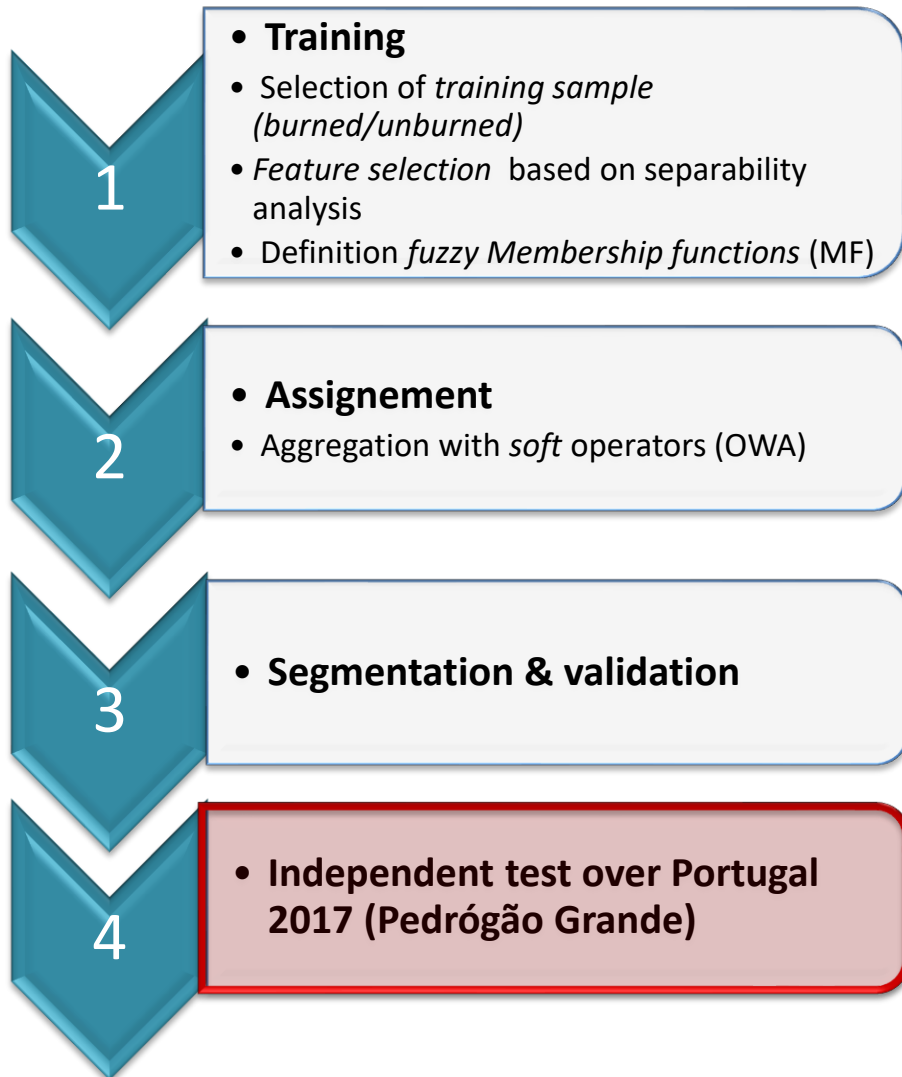 1
• Training
• Selection of training sample
(burned/unburned)
• Feature selection based on separability
analysis
• Definition fuzzy Membership functions (MF)
2
• Assignement
• Aggregation with soft operators (OWA)
3
• Segmentation & validation
4
• Independent test over Portugal
2017 (Pedrógão Grande)